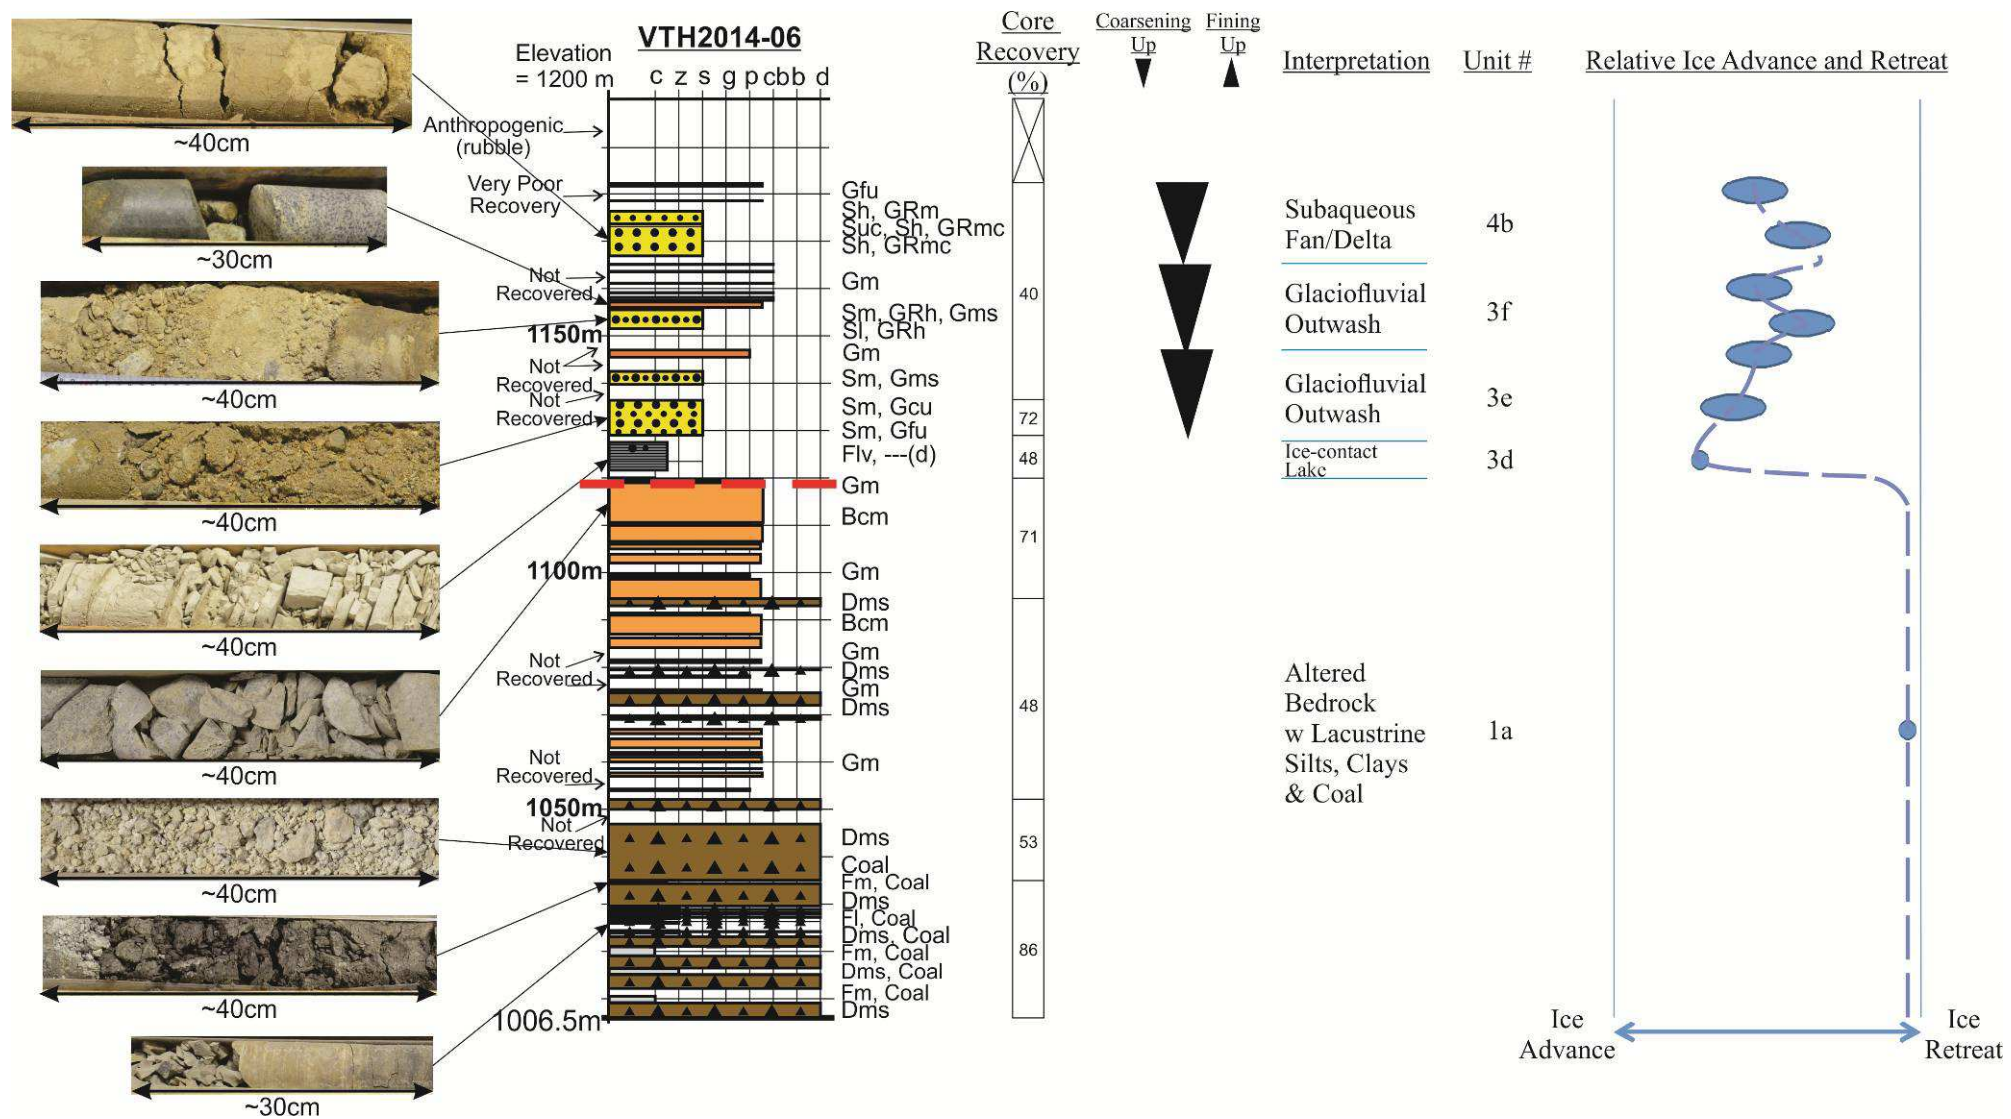 VTH2014-06
Elevation
= 1200 m
c z s g p cb b d
Core
Recovery
(%)
Coarsening
Up
Fining
Up
Interpretation
Unit #
Relative Ice Advance and Retreat
~40cm
~30cm
~40cm
~40cm
~40cm
~40cm
~40cm
~40cm
~30cm
Anthropogenic
(rubble)
Very Poor
Recovery
Not
Recovered
1150m
Not
Recovered
Not
Recovered
1100m
Not
Recovered
Not
Recovered
1050m
Not
Recovered
1006.5m
Gfu
Sh, GRm
Suc, Sh, GRmc
Sh, GRmc
Gm
Sm, GRh, Gms
Sl, GRh
Gm
Sm, Gms
Sm, Gcu
Sm, Gfu
Flv, ---(d)
Gm
Bcm
Gm
Dms
Bcm
Gm
Dms
Gm
Dms
Gm
Dms
Coal
Fm, Coal
Dms
Fl, Coal
Dms, Coal
Fm, Coal
Dms, Coal
Fm, Coal
Dms
40
72
48
71
48
53
86
Subaqueous
Fan/Delta
4b
Glaciofluvial
Outwash
3f
Glaciofluvial
Outwash
3e
Ice-contact
Lake
3d
Altered
Bedrock
w Lacustrine
Silts, Clays
& Coal
1a
Ice
Advance
Ice
Retreat